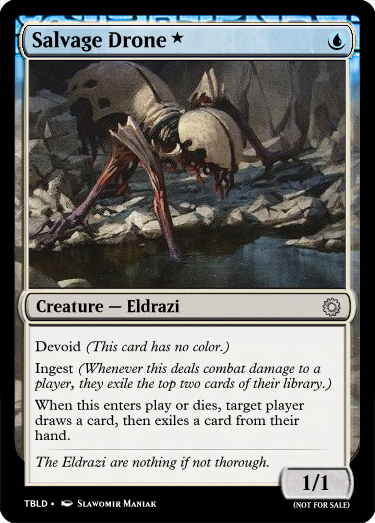 Salvage Drone ★
Creature — Eldrazi
Devoid (This card has no color.)
Ingest (Whenever this deals combat damage to a
player, they exile the top two cards of their library.)
When this enters play or dies, target player
draws a card, then exiles a card from their
hand.
The Eldrazi are nothing if not thorough.
1/1
TBLD • Slawomir Maniak
(NOT FOR SALE)